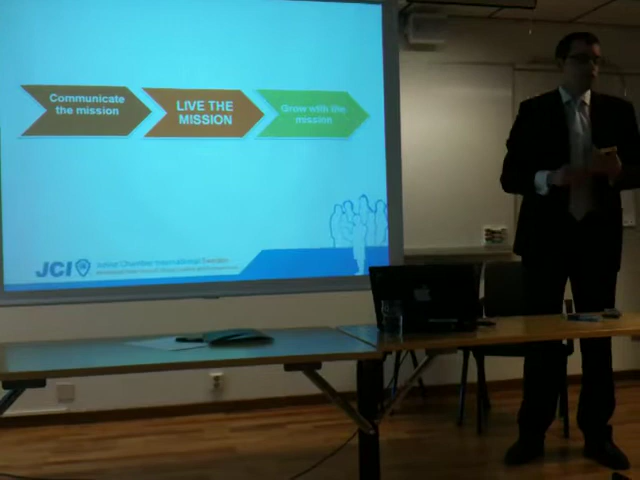 Communicate
the mission
LIVE THE
MISSION
Grow with the
mission
JCI
Junior Chamber International Sweden